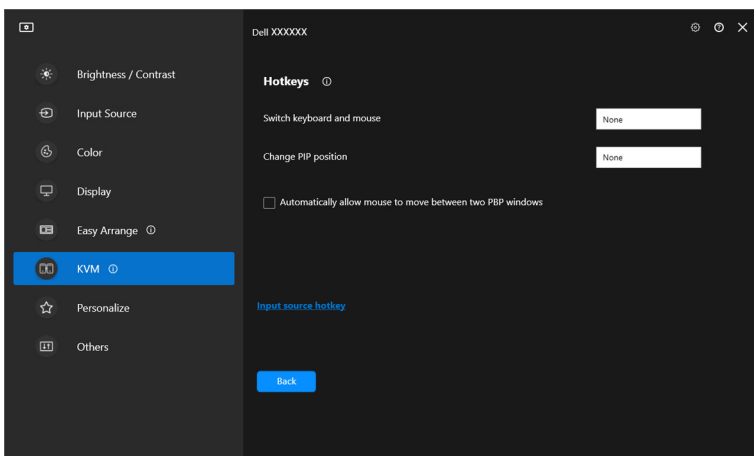 Dell XXXXXX
Brightness / Contrast
Input Source
Color
Display
Easy Arrange
KVM
Personalize
Others
Hotkeys
Switch keyboard and mouse
None
Change PIP position
None
Automatically allow mouse to move between two PBP windows
Input source hotkey
Back